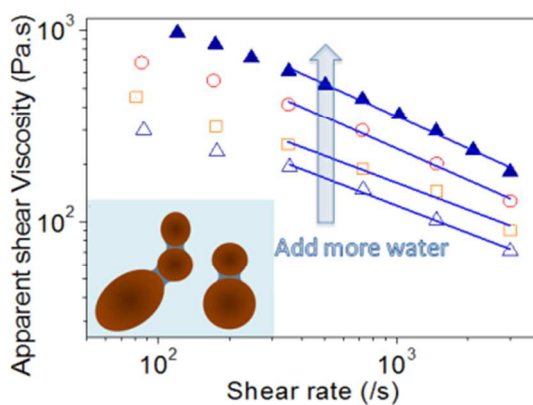 10³
10²
Apparent shear Viscosity (Pa.s)
Add more water
10² 10³
Shear rate (/s)